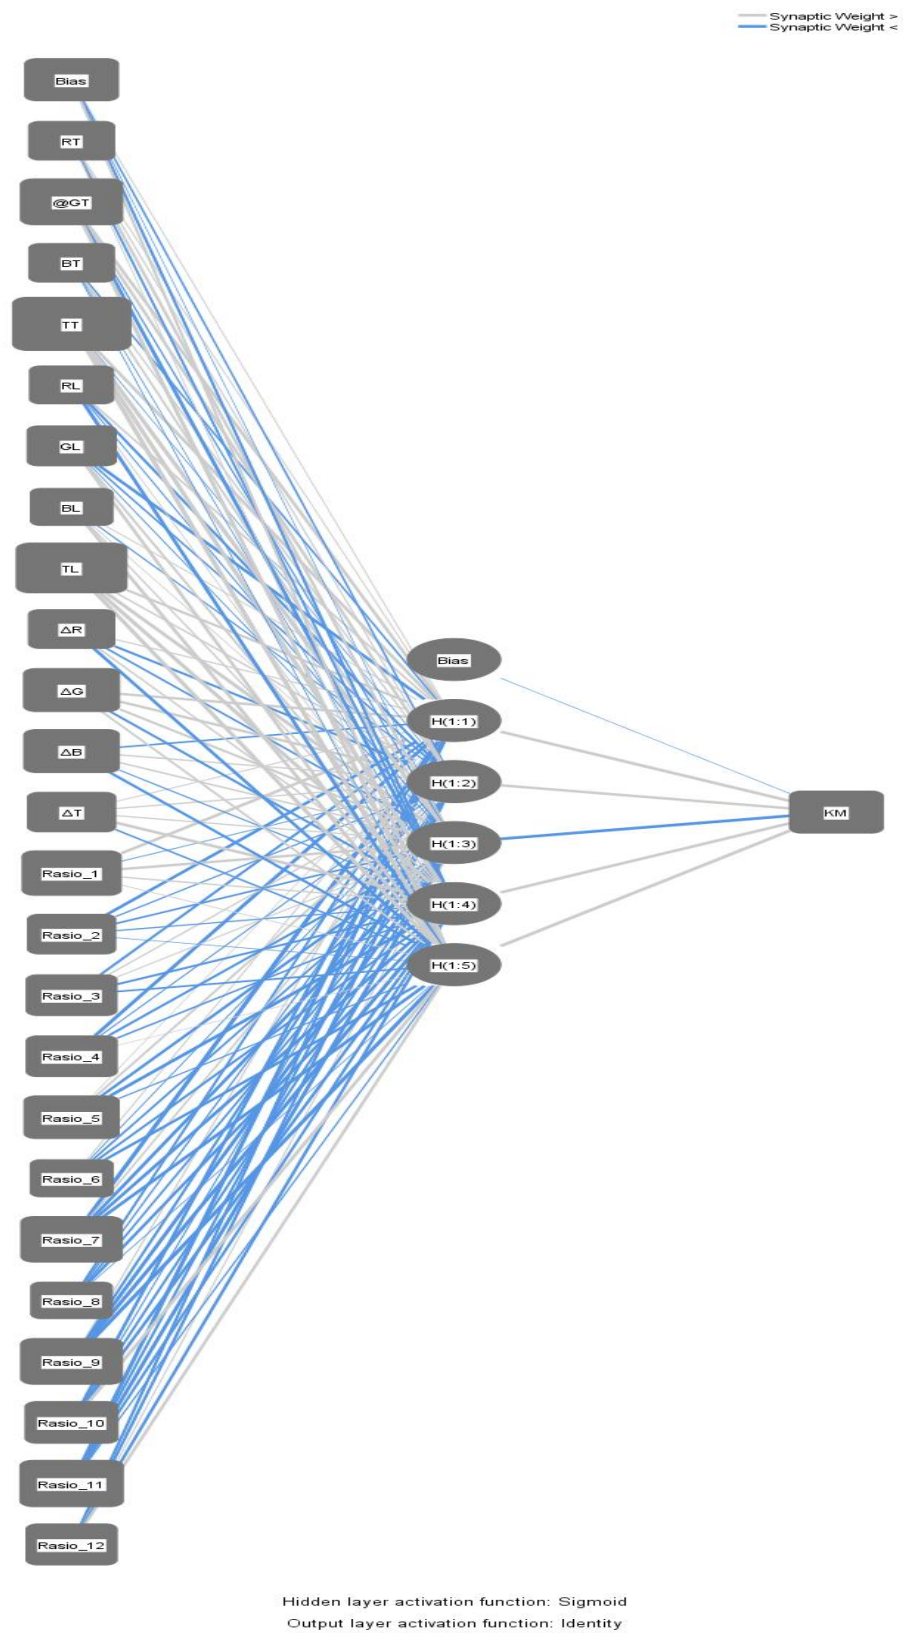 Synaptic Weight >
Synaptic Weight <
Bias
RT
@GT
BT
TT
RL
GL
BL
TL
ΔR
ΔG
ΔB
ΔT
Rasio_1
Rasio_2
Rasio_3
Rasio_4
Rasio_5
Rasio_6
Rasio_7
Rasio_8
Rasio_9
Rasio_10
Rasio_11
Rasio_12
Bias
H(1:1)
H(1:2)
H(1:3)
H(1:4)
H(1:5)
KM
Hidden layer activation function: Sigmoid
Output layer activation function: Identity